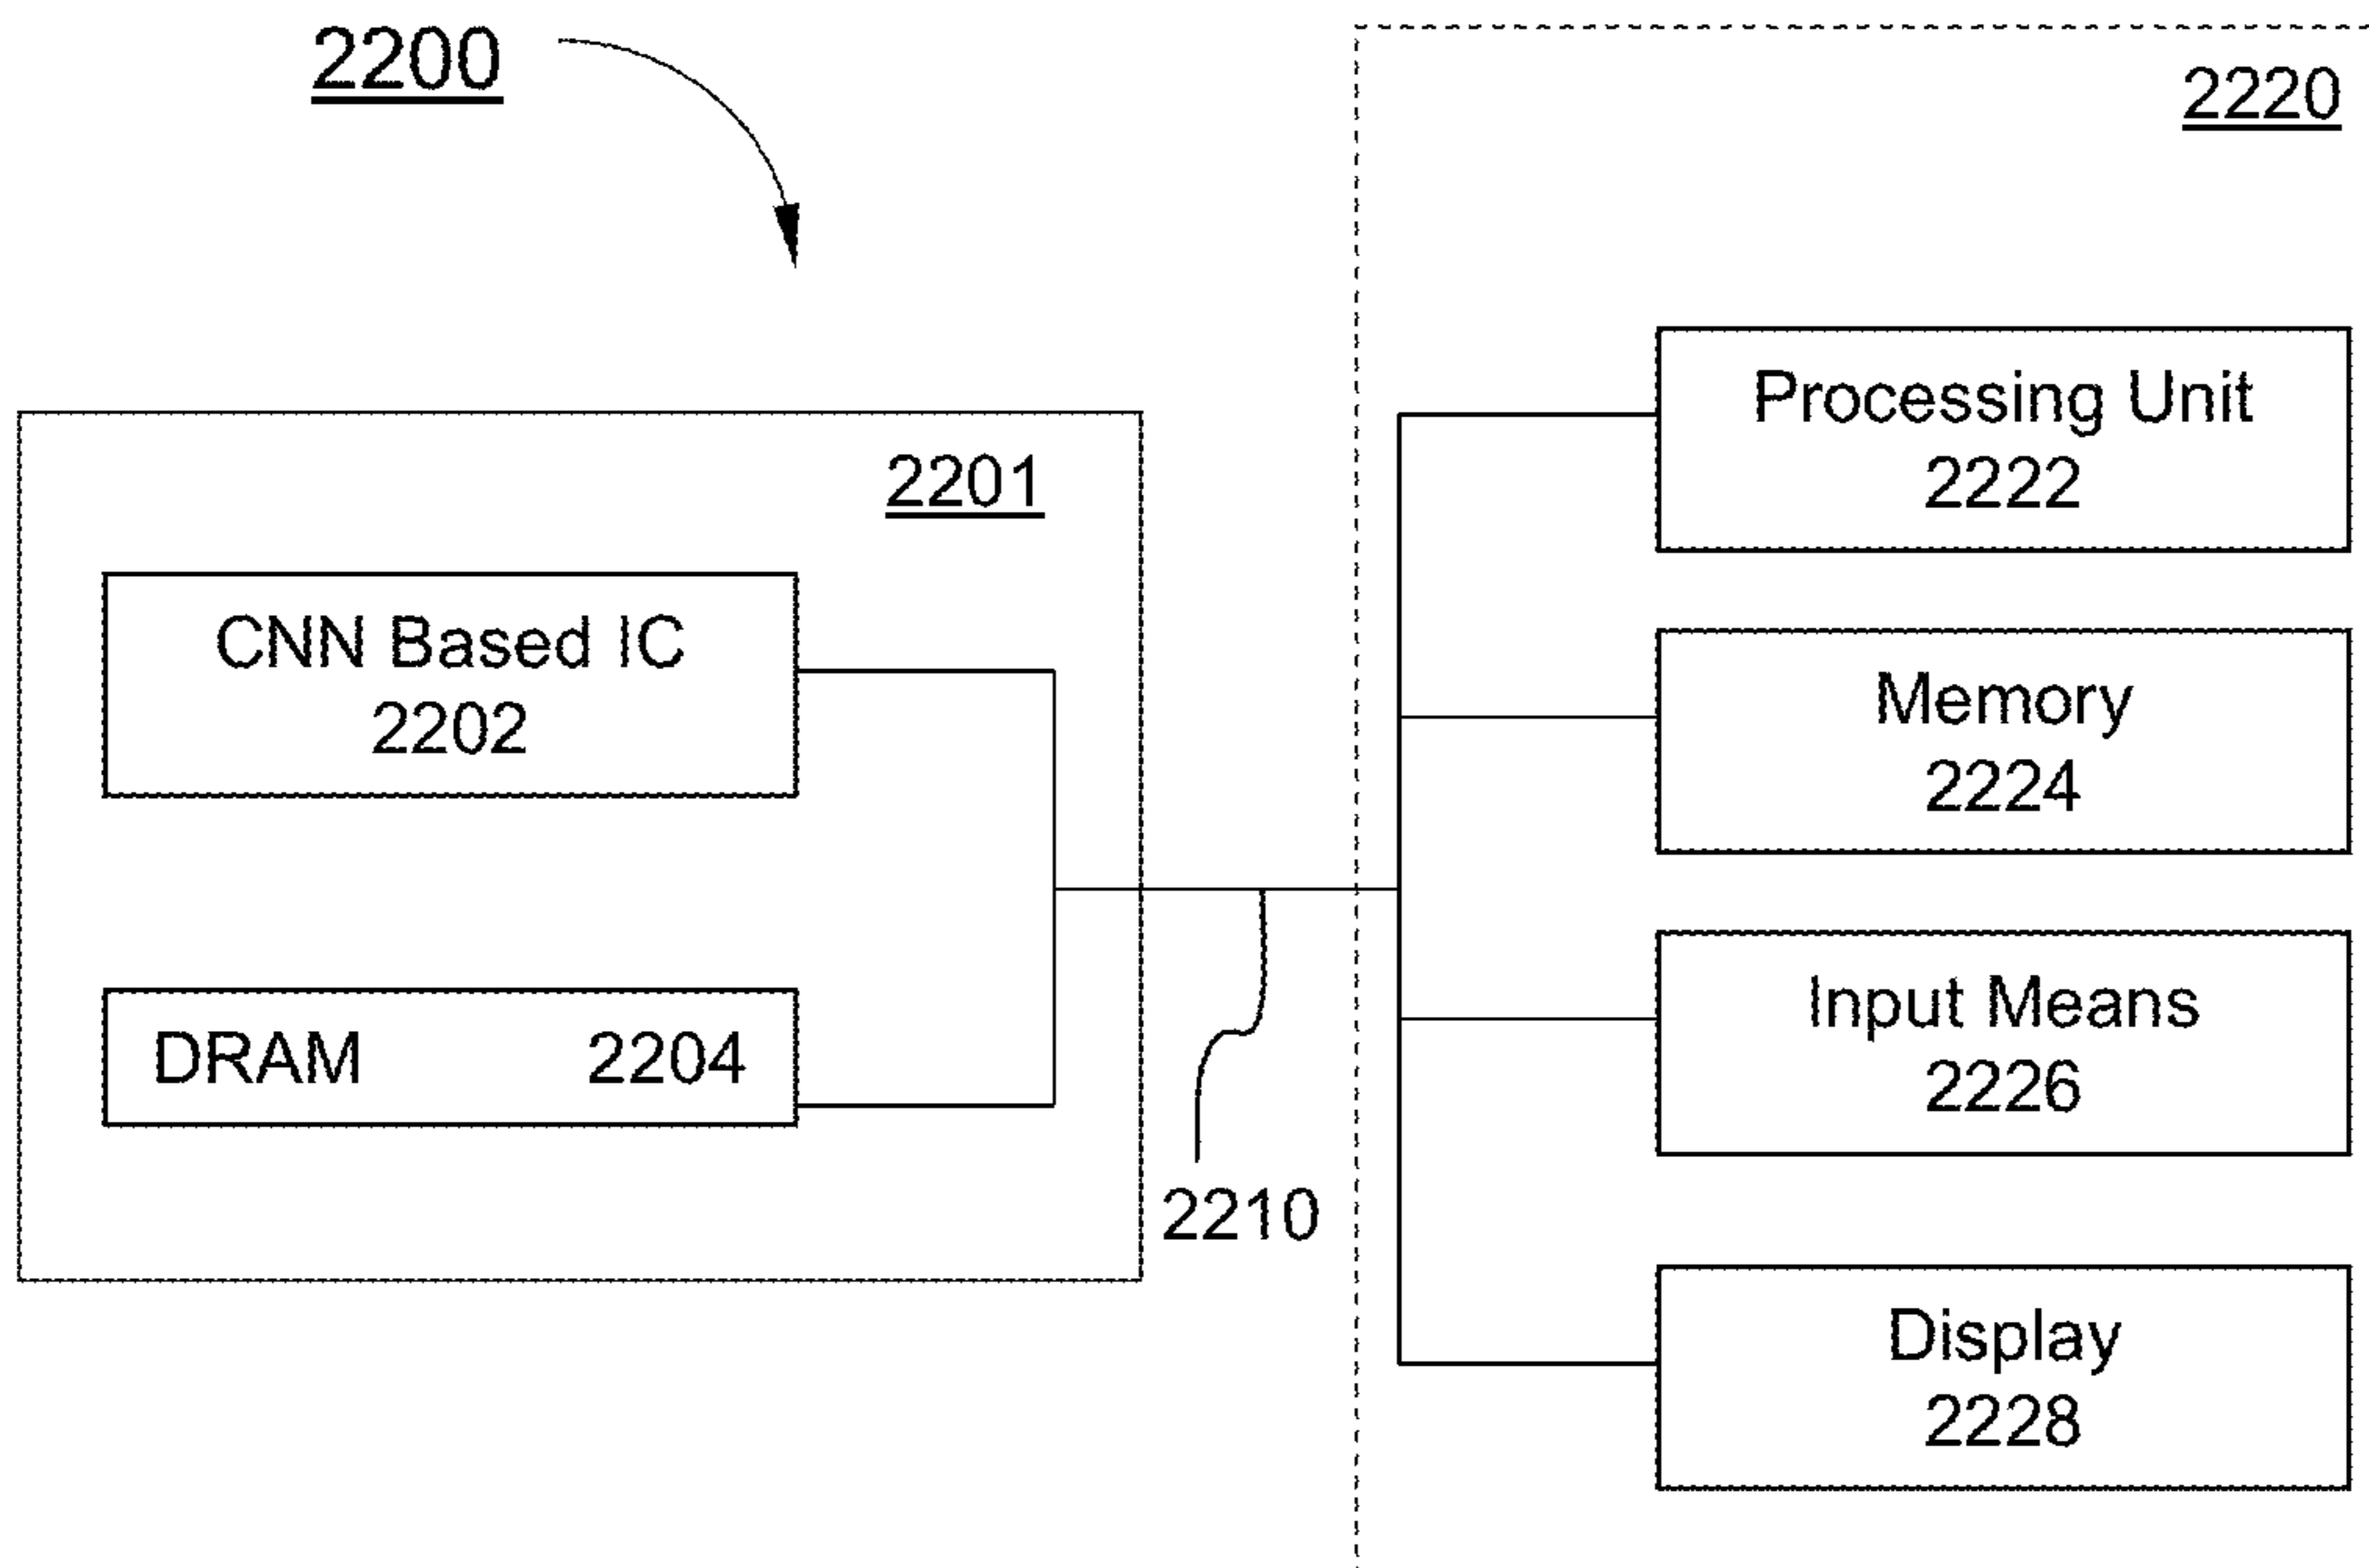 2200
2220
Processing Unit
2222
2201
CNN Based IC
2202
Memory
2224
Input Means
2226
DRAM 2204
2210
Display
2228